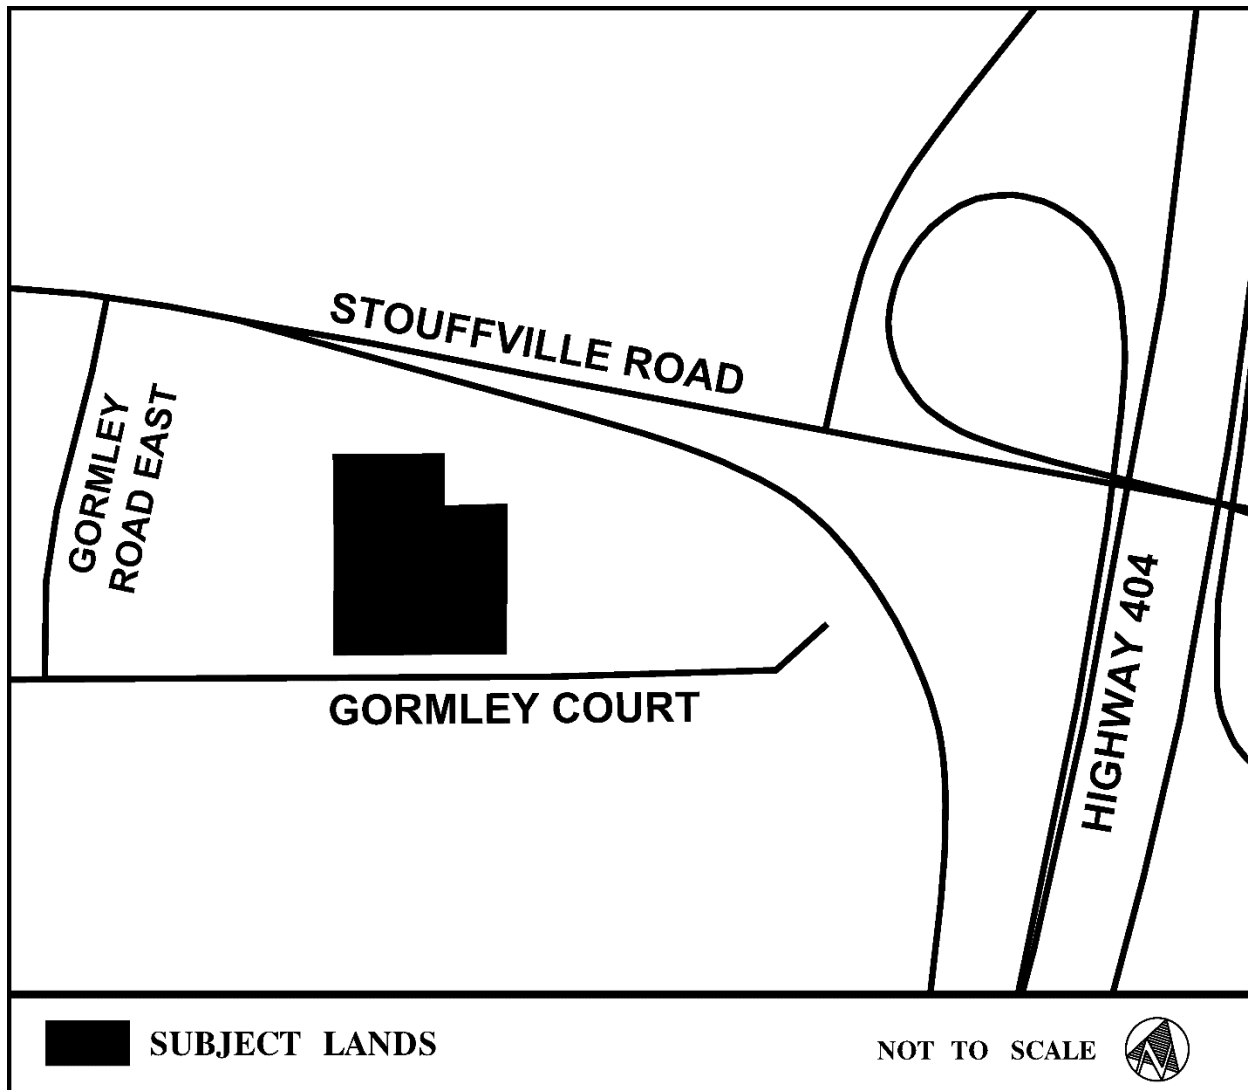 STOUFFVILLE ROAD
GORMLEY
ROAD EAST
HIGHWAY 404
GORMLEY COURT
SUBJECT LANDS
NOT TO SCALE